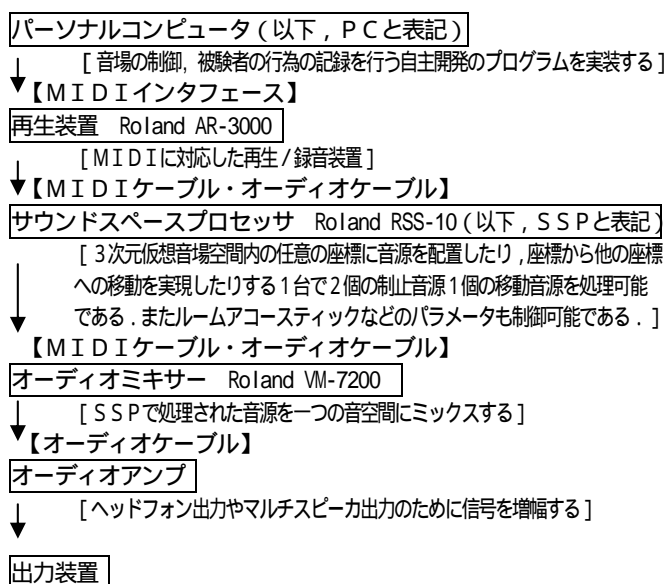 パーソナルコンピュータ(以下,PCと表記)
[音場の制御,被験者の行為の記録を行う自主開発のプログラムを実装する]
【MIDIインタフェース】
再生装置 Roland AR-3000
[MIDIに対応した再生/録音装置]
【MIDIケーブル・オーディオケーブル】
サウンドスペースプロセッサ Roland RSS-10(以下,SSPと表記)
[3次元仮想音場空間内の任意の座標に音源を配置したり,座標から他の座標
への移動を実現したりする1台で2個の制止音源1個の移動音源を処理可能
である.またルームアコースティックなどのパラメータも制御可能である.]
【MIDIケーブル・オーディオケーブル】
オーディオミキサー Roland VM-7200
[SSPで処理された音源を一つの音空間にミックスする]
【オーディオケーブル】
オーディオアンプ
[ヘッドフォン出力やマルチスピーカ出力のために信号を増幅する]
出力装置